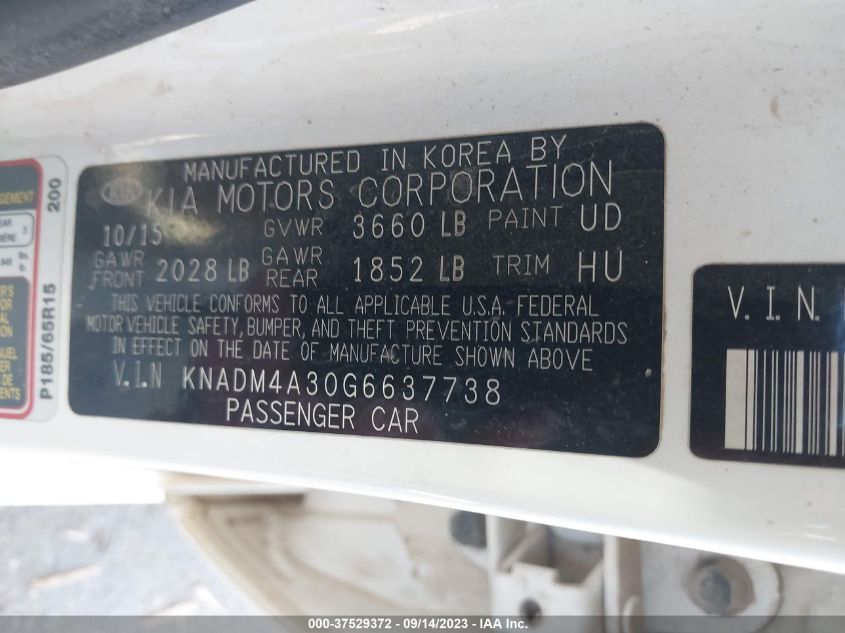 MANUFACTURED IN KOREA BY
KIA KIA MOTORS CORPORATION
10/15 GVWR 3660 LB PAINT UD
GAWR FRONT 2028 LB GAWR REAR 1852 LB TRIM HU
THIS VEHICLE CONFORMS TO ALL APPLICABLE U.S.A. FEDERAL
MOTOR VEHICLE SAFETY, BUMPER, AND THEFT PREVENTION STANDARDS
IN EFFECT ON THE DATE OF MANUFACTURE SHOWN ABOVE
V.I.N KNADM4A30G6637738
PASSENGER CAR
V.I.N.
P185/65R15 200
3
000-37529372 - 09/14/2023 - © IAA Inc.